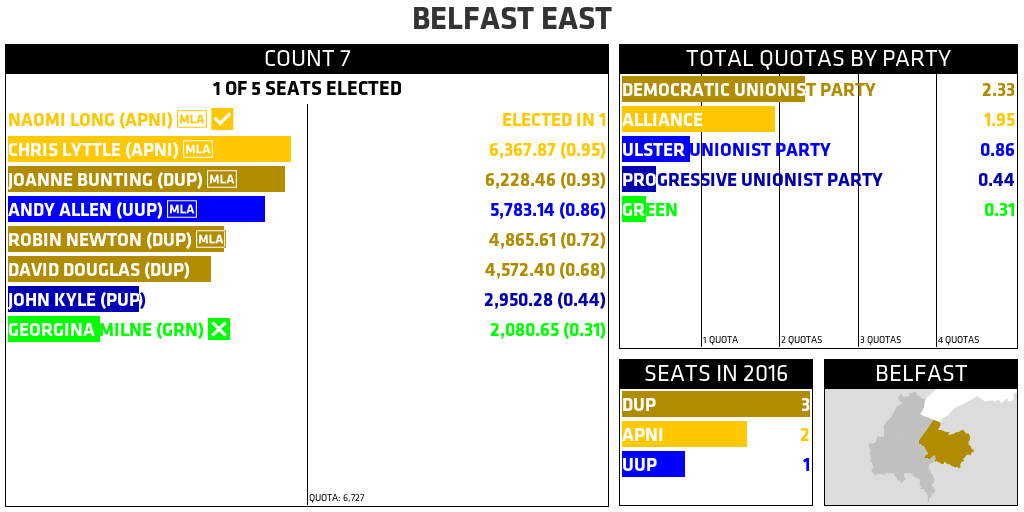 BELFAST EAST
COUNT 7
1 OF 5 SEATS ELECTED
NAOMI LONG (APNI) MLA ELECTED IN 1
CHRIS LYTTLE (APNI) MLA 6,367.87 (0.95)
JOANNE BUNTING (DUP) MLA 6,228.46 (0.93)
ANDY ALLEN (UUP) MLA 5,783.14 (0.86)
ROBIN NEWTON (DUP) MLA 4,865.61 (0.72)
DAVID DOUGLAS (DUP) 4,572.40 (0.68)
JOHN KYLE (PUP) 2,950.28 (0.44)
GEORGINA MILNE (GRN) 2,080.65 (0.31)
QUOTA: 6,727
TOTAL QUOTAS BY PARTY
DEMOCRATIC UNIONIST PARTY 2.33
ALLIANCE 1.95
ULSTER UNIONIST PARTY 0.86
PROGRESSIVE UNIONIST PARTY 0.44
GREEN 0.31
1 QUOTA 2 QUOTAS 3 QUOTAS 4 QUOTAS
SEATS IN 2016
DUP 3
APNI 2
UUP 1
BELFAST